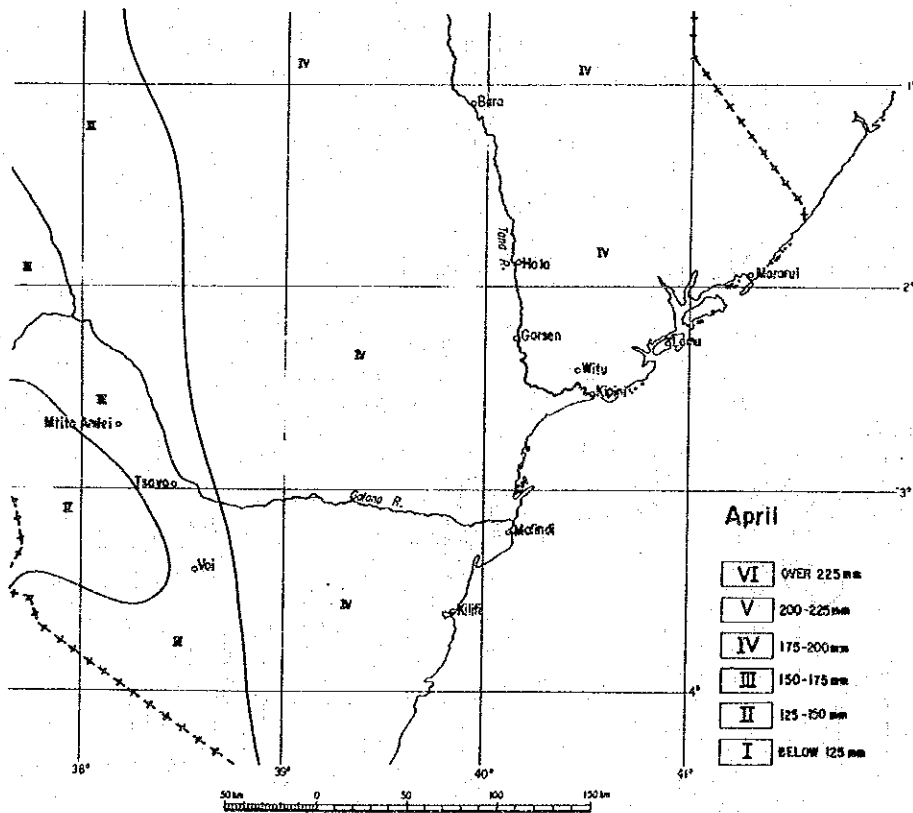 IV
IV
1°
Bura
III
Tana R.
Hola
IV
III
Mararui
2°
Garsen
IV
Lamu
Witu
Kipini
III
Mtito Andei
Tsavo
3°
Galana R.
II
April
Malindi
Voi
VI OVER 225 mm
IV
Kilifi
V 200-225 mm
III
IV 175-200 mm
4°
III 150-175 mm
II 125-150 mm
I BELOW 125 mm
38°
39°
40°
41°
50 km 0 50 100 150 km